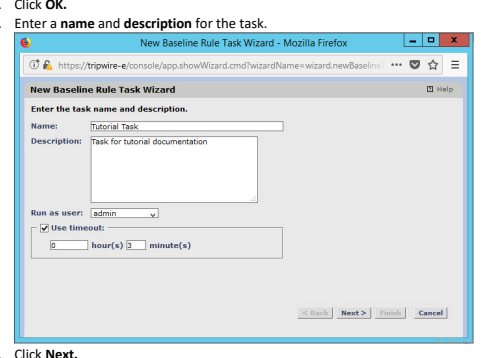 . Click OK.
. Enter a name and description for the task.
New Baseline Rule Task Wizard - Mozilla Firefox
https://tripwire-e/console/app.showWizard.cmd?wizardName=wizard.newBaseline
New Baseline Rule Task Wizard
Help
Enter the task name and description.
Name: Tutorial Task
Description: Task for tutorial documentation
Run as user: admin
Use timeout:
0 hour(s) 3 minute(s)
< Back Next > Finish Cancel
. Click Next.